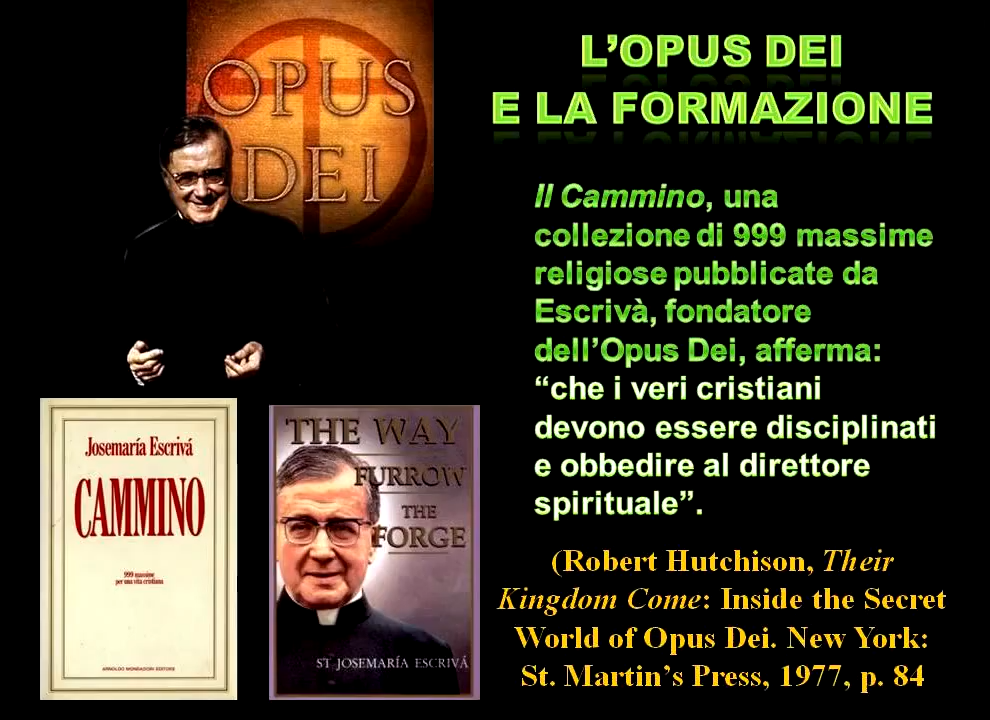 OPUS
DEI
L’OPUS DEI
E LA FORMAZIONE
Il Cammino, una
collezione di 999 massime
religiose pubblicate da
Escrivà, fondatore
dell’Opus Dei, afferma:
“che i veri cristiani
devono essere disciplinati
e obbedire al direttore
spirituale”.
(Robert Hutchison, Their
Kingdom Come: Inside the Secret
World of Opus Dei. New York:
St. Martin’s Press, 1977, p. 84
Josemaría Escrivá
CAMMINO
999 massime
per una vita cristiana
ARNOLDO MONDADORI EDITORE
THE WAY
FURROW
THE
FORGE
ST JOSEMARÍA ESCRIVÁ